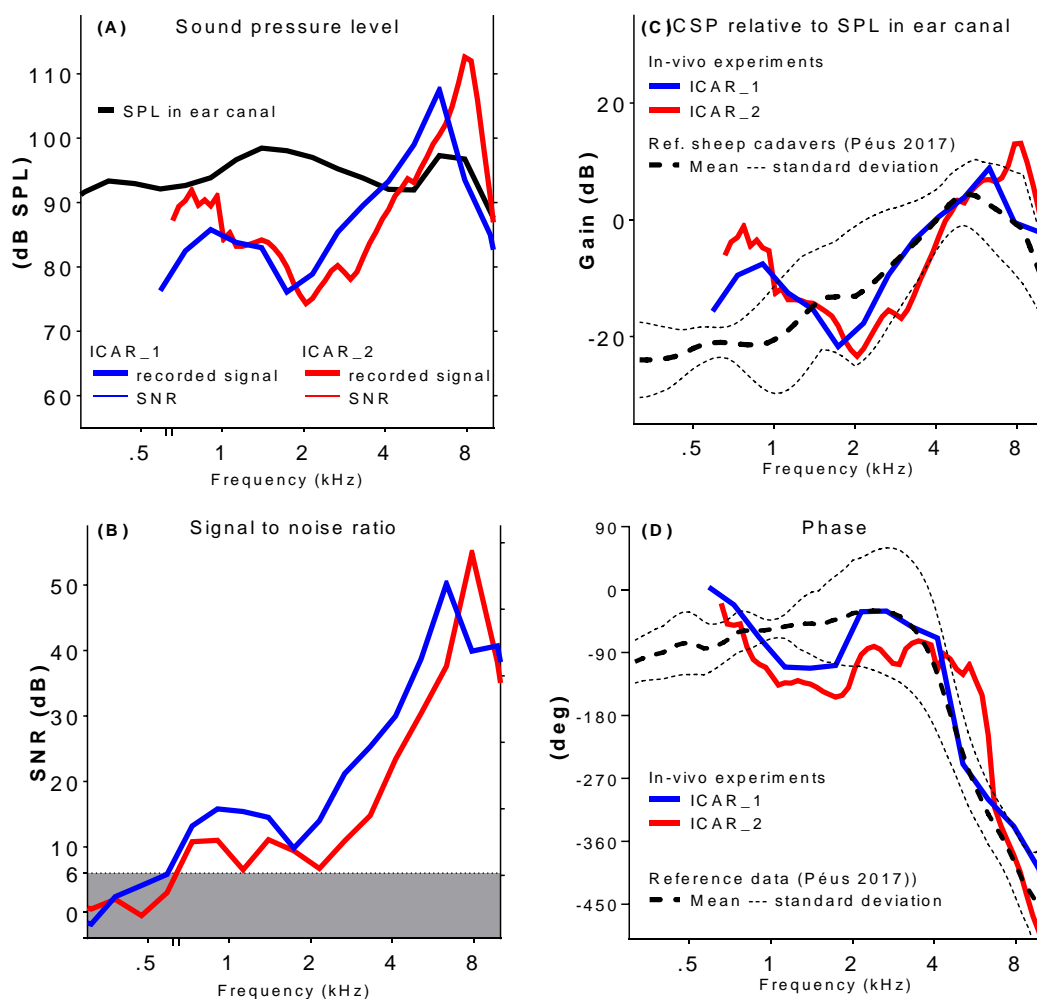 (A) Sound pressure level
110
100
90
80
70
60
(dB SPL)
SPL in ear canal
ICAR_1 ICAR_2
recorded signal recorded signal
SNR SNR
.5 1 2 4 8
Frequency (kHz)
(C) ICSP relative to SPL in ear canal
In-vivo experiments
ICAR_1
ICAR_2
Ref. sheep cadavers (Péus 2017)
Mean --- standard deviation
20
0
-20
Gain (dB)
.5 1 2 4 8
Frequency (kHz)
(B) Signal to noise ratio
50
40
30
20
10
6
0
SNR (dB)
.5 1 2 4 8
Frequency (kHz)
(D) Phase
90
0
-90
-180
-270
-360
-450
(deg)
In-vivo experiments
ICAR_1
ICAR_2
Reference data (Péus 2017))
Mean --- standard deviation
.5 1 2 4 8
Frequency (kHz)